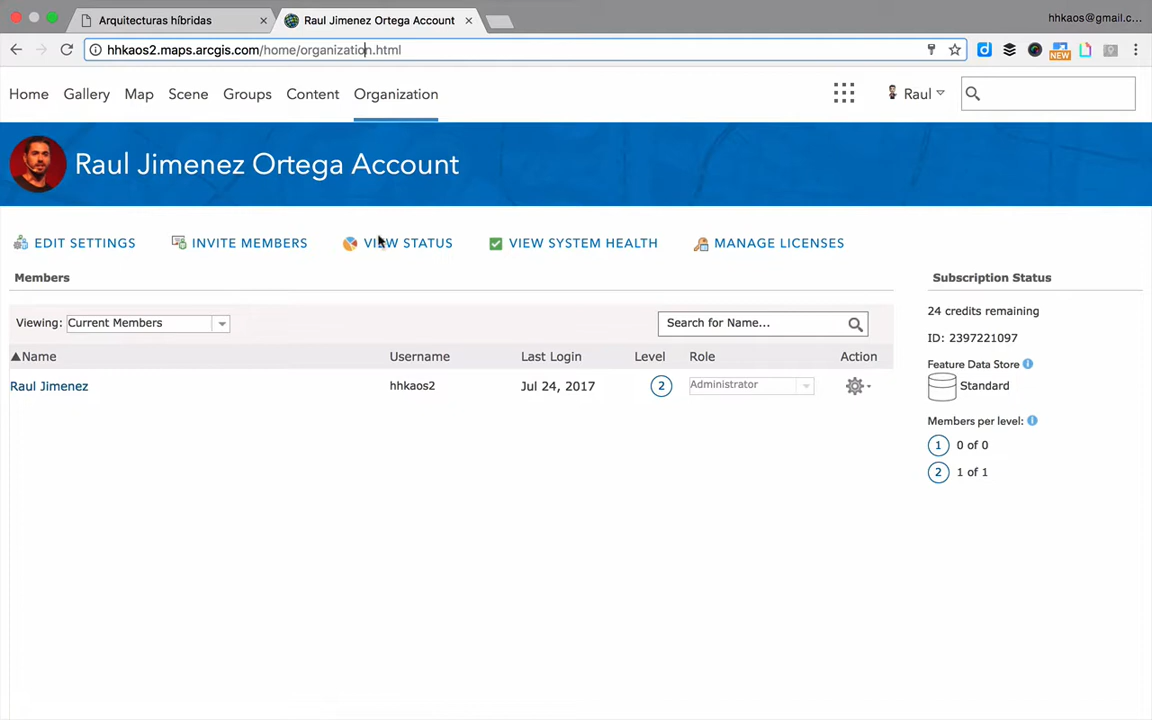 Arquitecturas híbridas
Raul Jimenez Ortega Account
hhkaos@gmail.c...
hhkaos2.maps.arcgis.com/home/organization.html
NEW
Home Gallery Map Scene Groups Content Organization
Raul
Raul Jimenez Ortega Account
EDIT SETTINGS INVITE MEMBERS VIEW STATUS VIEW SYSTEM HEALTH MANAGE LICENSES
Members
Viewing: Current Members
Search for Name...
Name Username Last Login Level Role Action
Raul Jimenez hhkaos2 Jul 24, 2017 2 Administrator
Subscription Status
24 credits remaining
ID: 2397221097
Feature Data Store
Standard
Members per level:
1 0 of 0
2 1 of 1